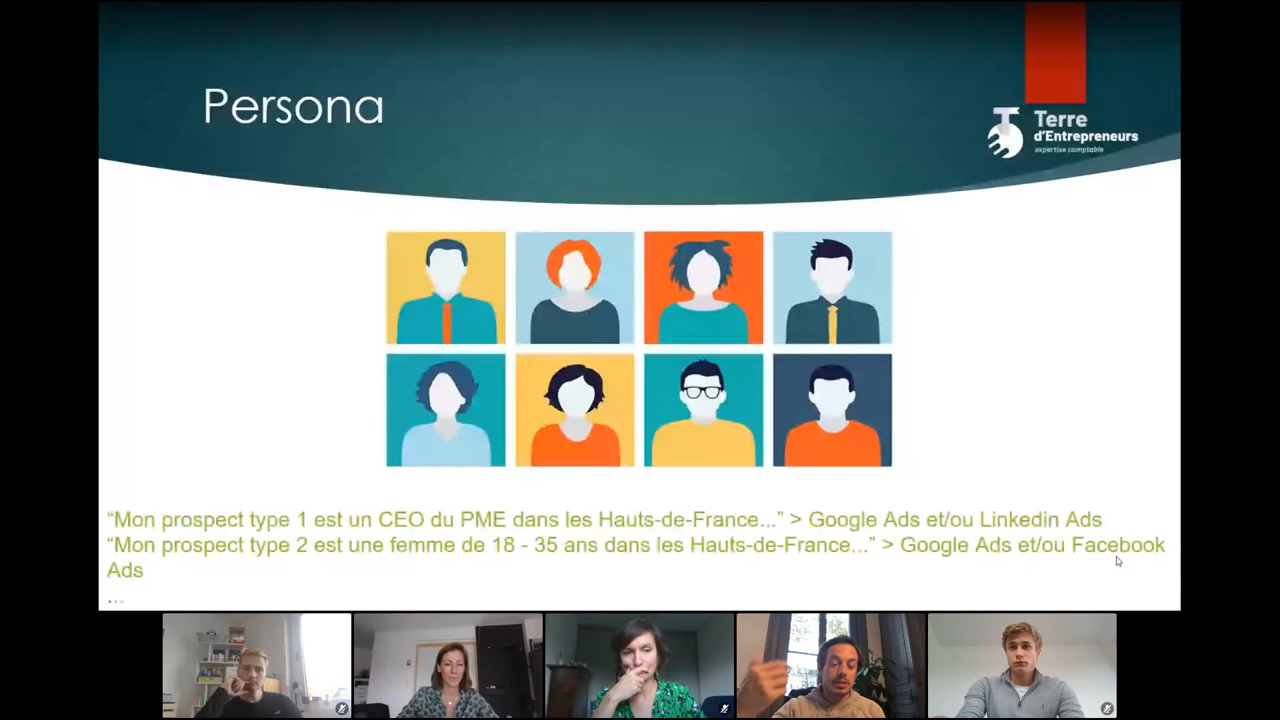 Persona
Terre
d'Entrepreneurs
expertise comptable
“Mon prospect type 1 est un CEO du PME dans les Hauts-de-France...” > Google Ads et/ou Linkedin Ads
“Mon prospect type 2 est une femme de 18 - 35 ans dans les Hauts-de-France...” > Google Ads et/ou Facebook
Ads
...